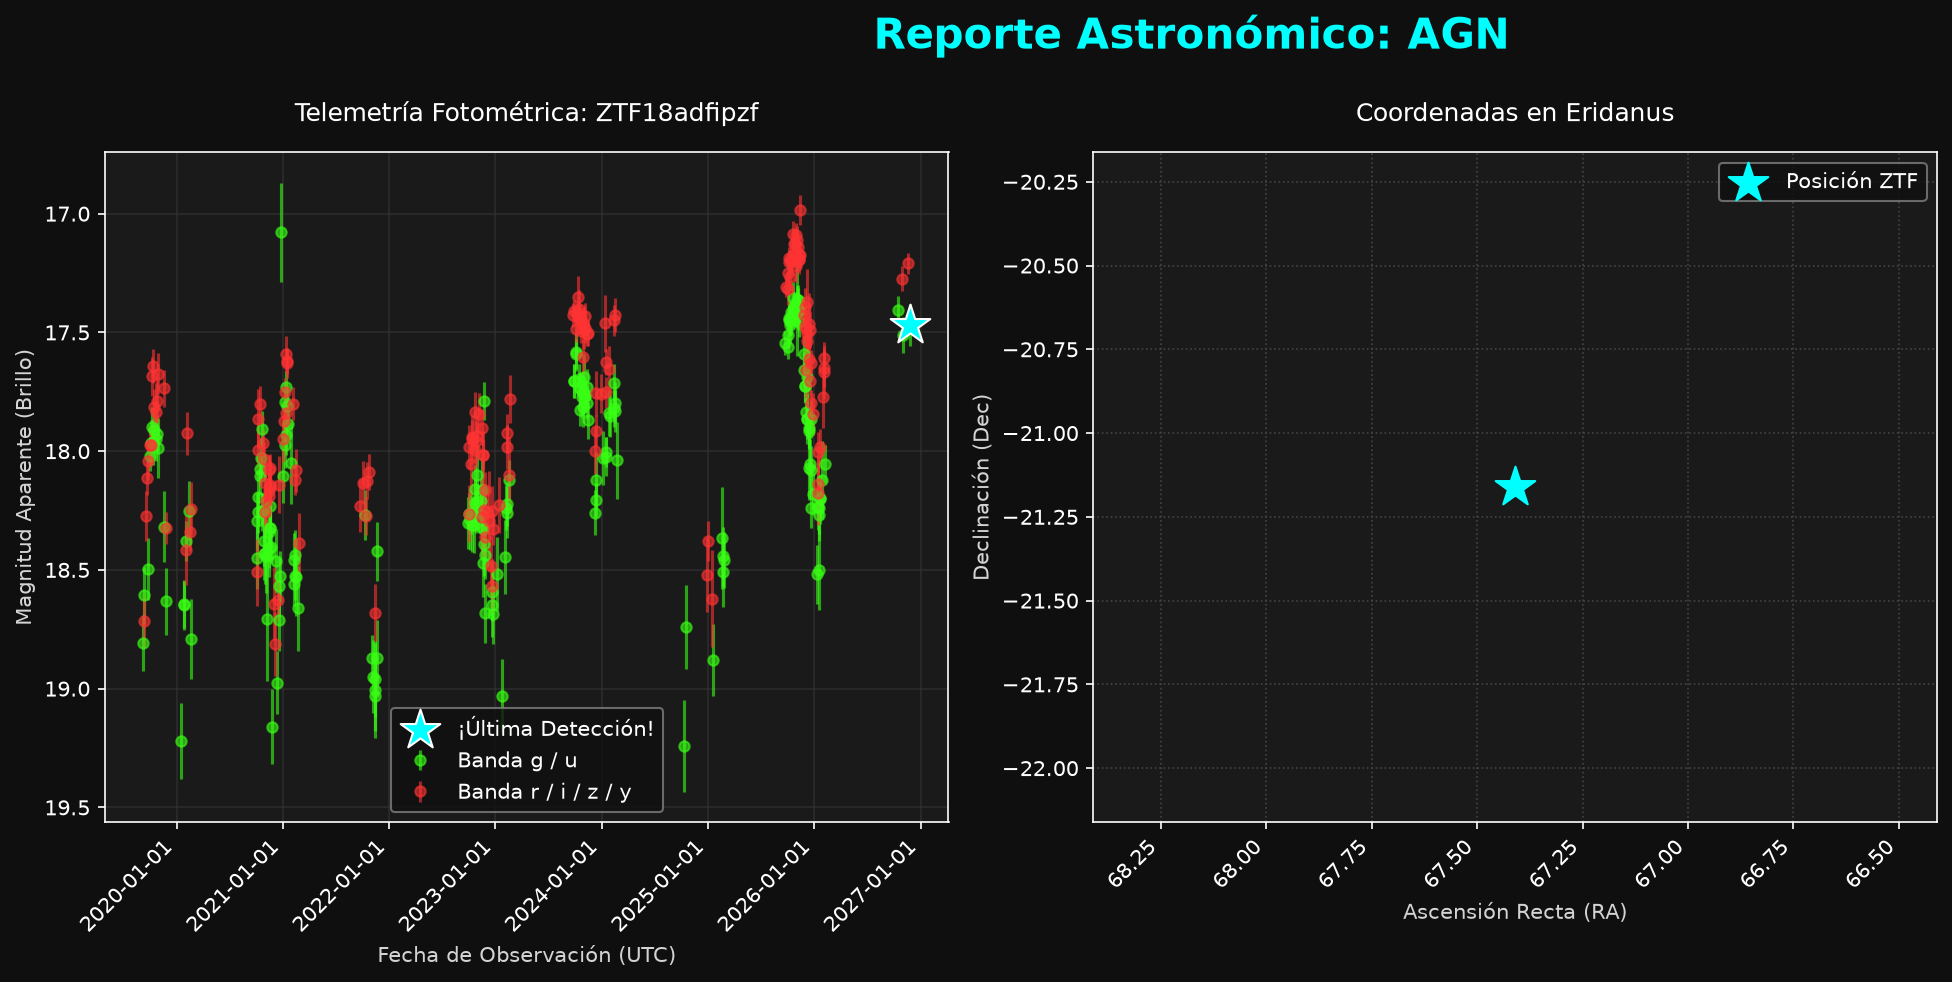 Reporte Astronómico: AGN
Telemetría Fotométrica: ZTF18adfipzf
Magnitud Aparente (Brillo)
17.0
17.5
18.0
18.5
19.0
19.5
¡Última Detección!
Banda g / u
Banda r / i / z / y
2020-01-01
2021-01-01
2022-01-01
2023-01-01
2024-01-01
2025-01-01
2026-01-01
2027-01-01
Fecha de Observación (UTC)
Coordenadas en Eridanus
Declinación (Dec)
−20.25
−20.50
−20.75
−21.00
−21.25
−21.50
−21.75
−22.00
Posición ZTF
68.25
68.00
67.75
67.50
67.25
67.00
66.75
66.50
Ascensión Recta (RA)